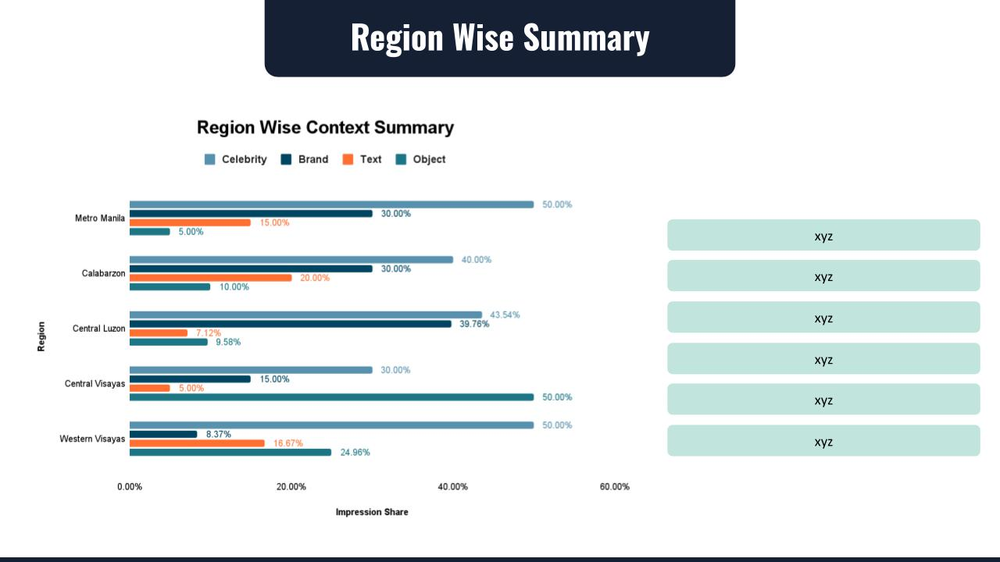 Region Wise Summary
Region Wise Context Summary
Celebrity Brand Text Object
Metro Manila
50.00%
30.00%
15.00%
5.00%
Calabarzon
40.00%
30.00%
20.00%
10.00%
Central Luzon
43.54%
39.76%
7.12%
9.58%
Central Visayas
30.00%
15.00%
5.00%
50.00%
Western Visayas
50.00%
8.37%
16.67%
24.96%
Region
0.00% 20.00% 40.00% 60.00%
Impression Share
xyz
xyz
xyz
xyz
xyz
xyz